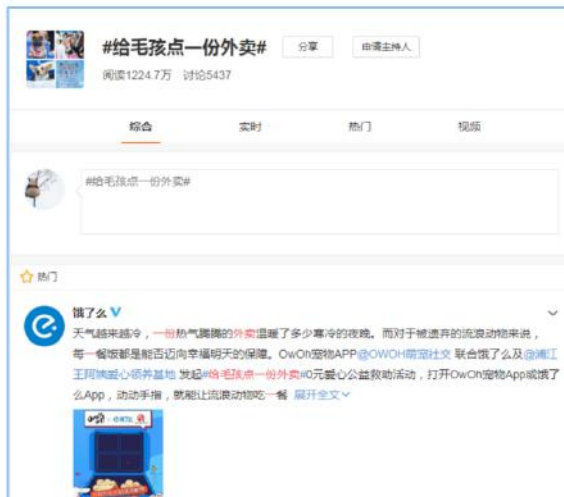 #给毛孩点一份外卖#
分享
申请主持人
阅读1224.7万 讨论5437
综合
实时
热门
视频
#给毛孩点一份外卖#
热门
饿了么
天气越来越冷，一份热气腾腾的外卖温暖了多少寒冷的夜晚。而对于被遗弃的流浪动物来说，
每一餐饭都是能否迈向幸福明天的保障。OwOh宠物APP@OWOH萌宠社交 联合饿了么及@浦江
王阿姨爱心领养基地 发起#给毛孩点一份外卖#0元爱心公益救助活动，打开OwOh宠物App或饿了
么App，动动手指，就能让流浪动物吃一餐 展开全文